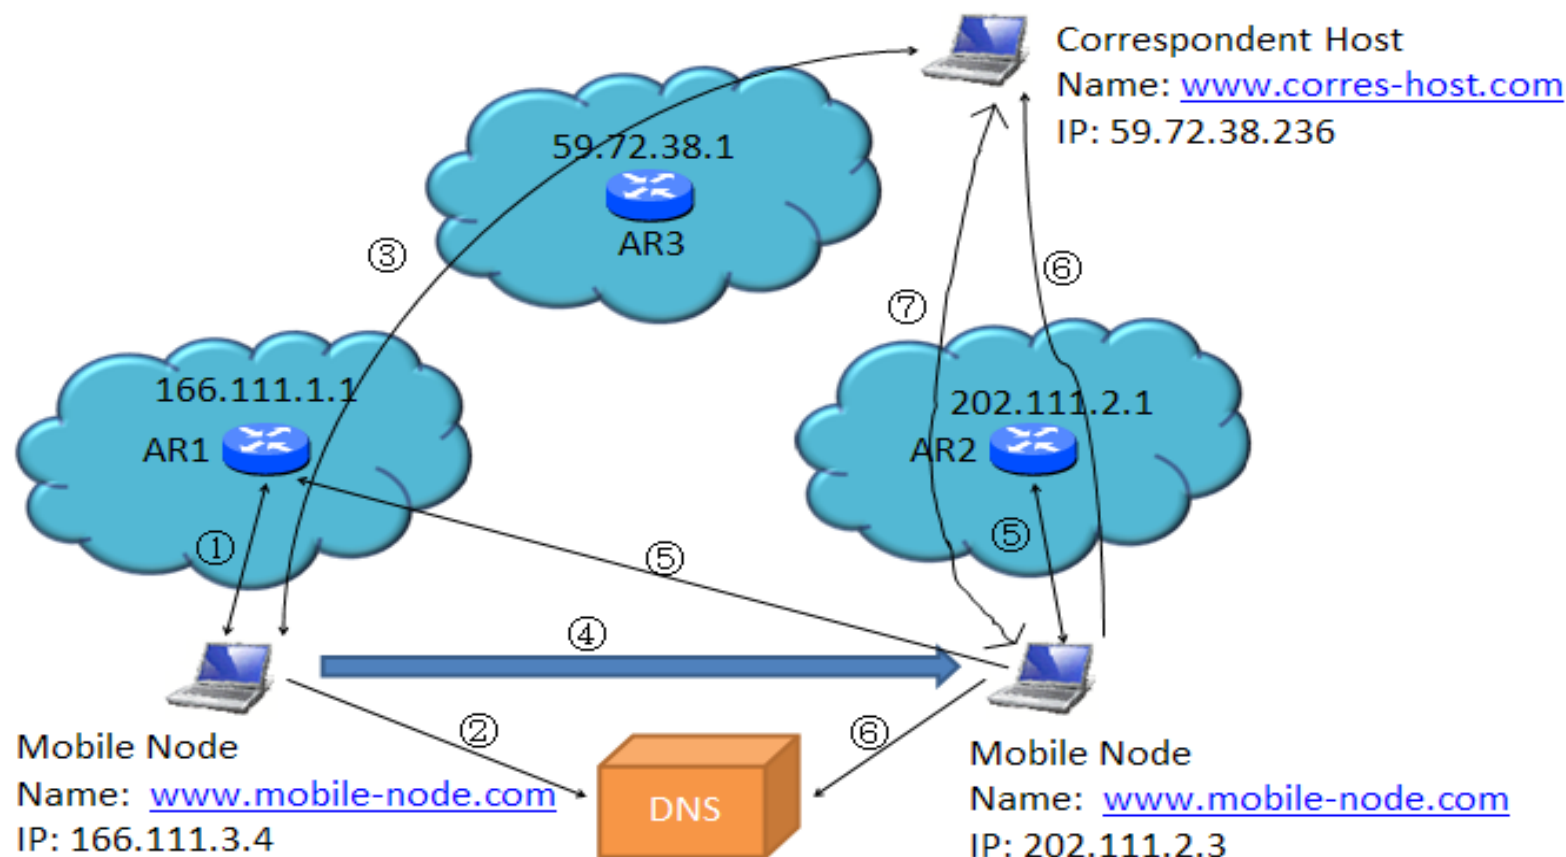 Correspondent Host
Name: www.corres-host.com
IP: 59.72.38.236
59.72.38.1
AR3
③
⑥
⑦
166.111.1.1
AR1
202.111.2.1
AR2
①
⑤
⑤
④
②
⑥
Mobile Node
Name: www.mobile-node.com
IP: 166.111.3.4
DNS
Mobile Node
Name: www.mobile-node.com
IP: 202.111.2.3